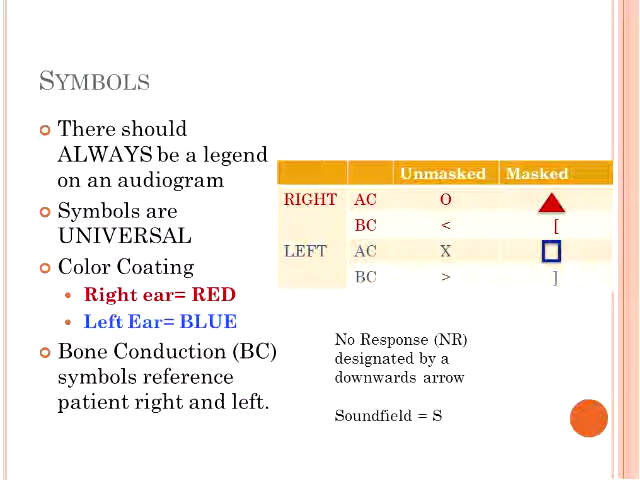 SYMBOLS
There should
ALWAYS be a legend
on an audiogram
Symbols are
UNIVERSAL
Color Coating
Right ear= RED
Left Ear= BLUE
Bone Conduction (BC)
symbols reference
patient right and left.
Unmasked Masked
RIGHT AC O
BC < [
LEFT AC X
BC > ]
No Response (NR)
designated by a
downwards arrow
Soundfield = S